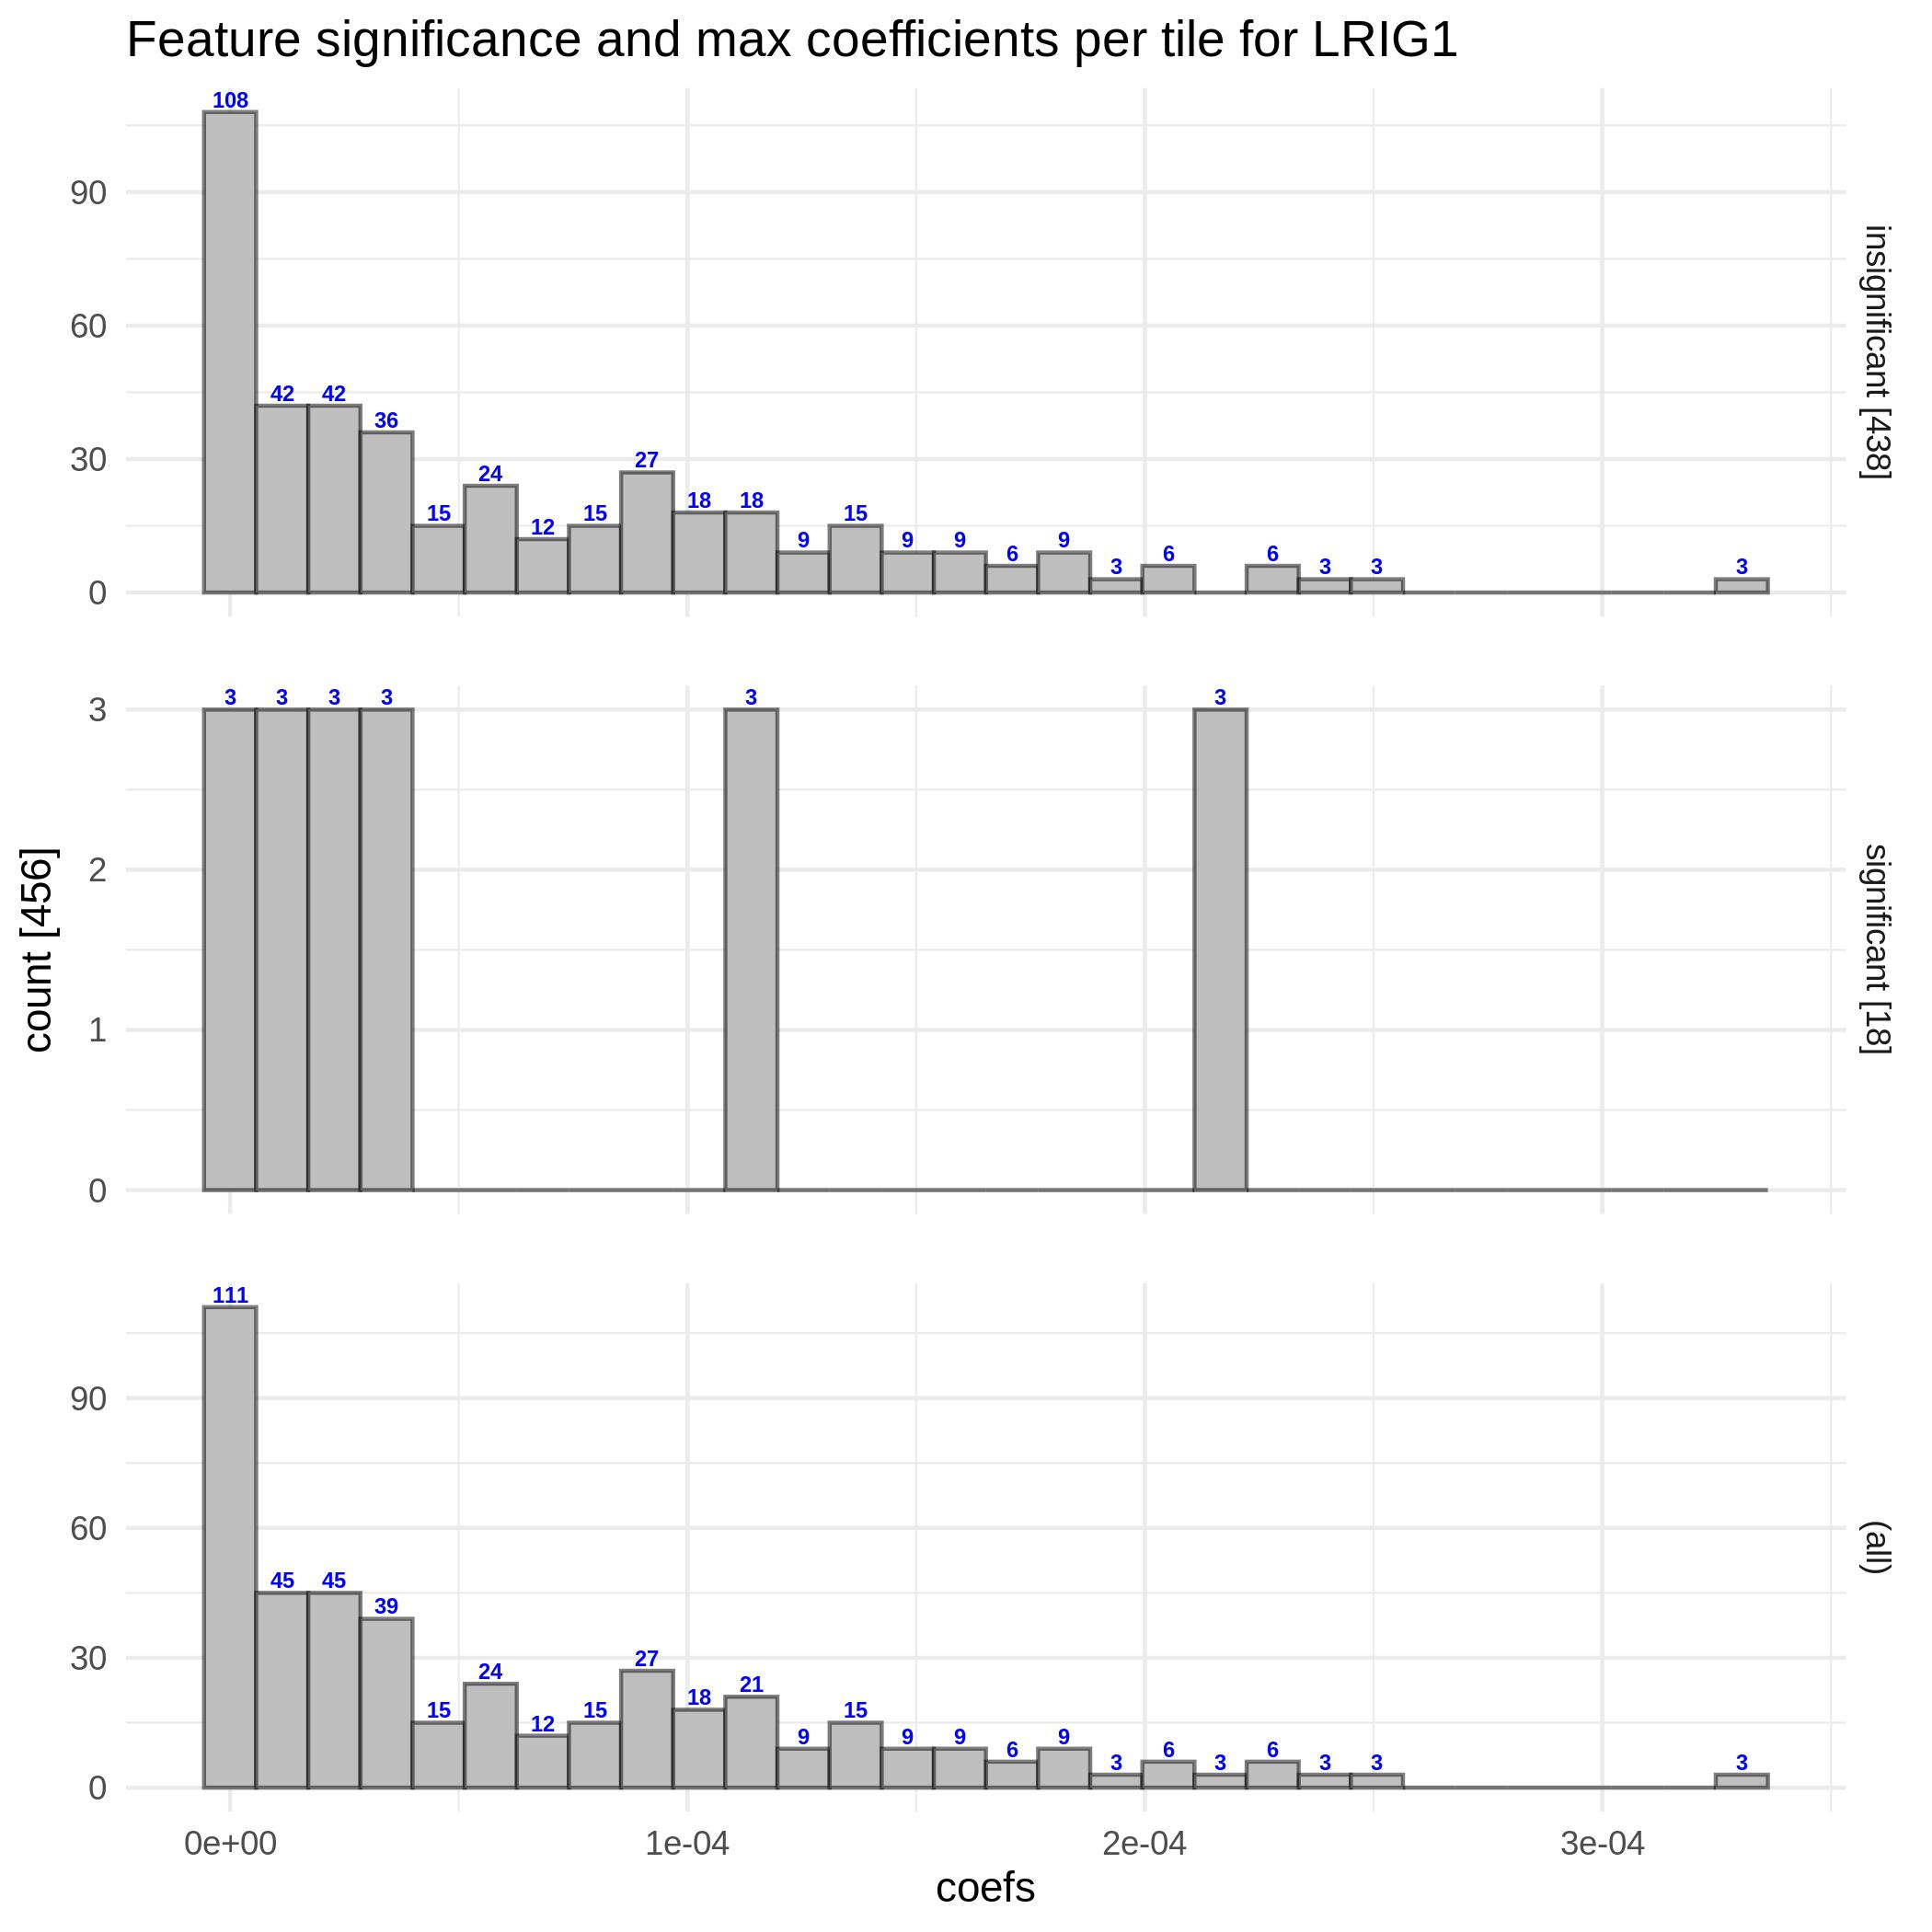 Feature significance and max coefficients per tile for LRIG1
108
42 42
36
15 24 12 15 27 18 18 9 15 9 9 6 9 3 6 6 3 3 3
90
60
30
0
insignificant [438]
3 3 3 3 3 3
3
2
1
0
significant [18]
count [456]
111
45 45
39
15 24 12 15 27 18 21 9 15 9 9 6 9 3 6 3 6 3 3 3
90
60
30
0
(all)
0e+00 1e-04 2e-04 3e-04
coefs